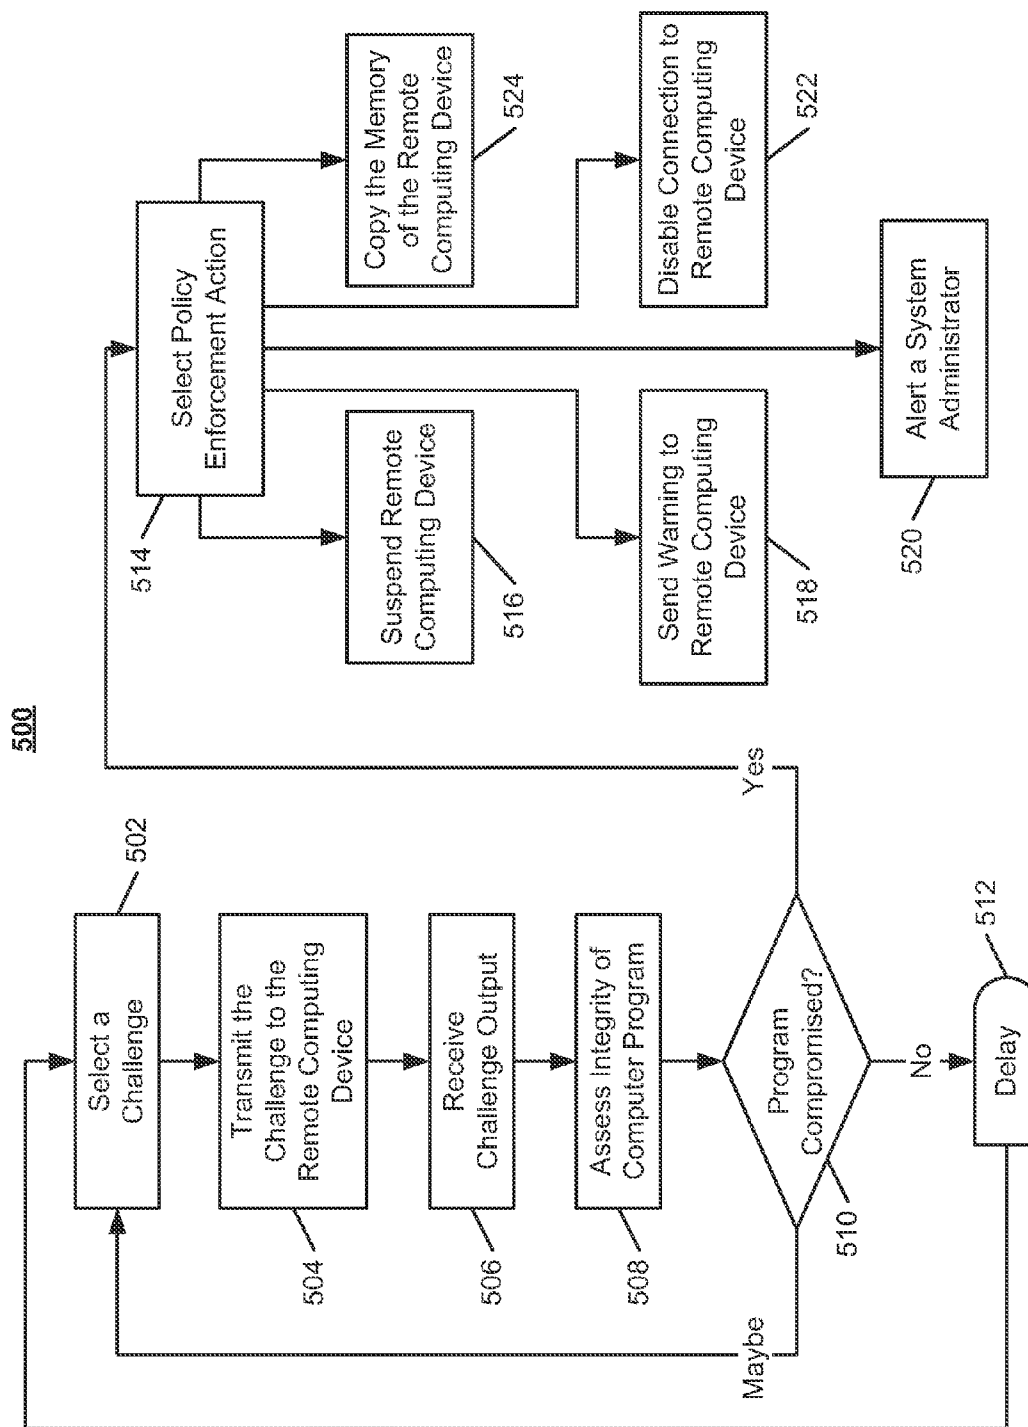 500
Select a
Challenge
502
Transmit the
Challenge to the
Remote Computing
Device
504
Receive
Challenge Output
506
Assess Integrity of
Computer Program
508
Program
Compromised?
510
Maybe
No
Yes
Delay
512
Select Policy
Enforcement Action
514
Suspend Remote
Computing Device
516
Copy the Memory
of the Remote
Computing Device
524
Send Warning to
Remote Computing
Device
518
Disable Connection to
Remote Computing
Device
522
Alert a System
Administrator
520